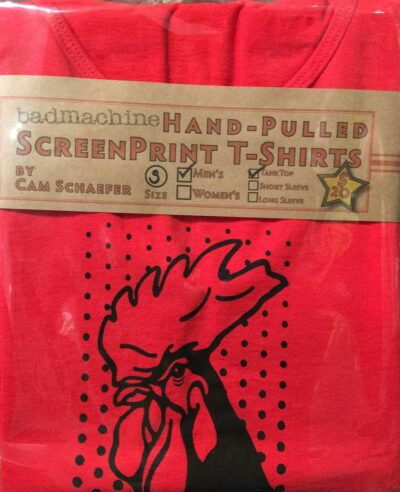 badmachine Hand-Pulled
ScreenPrint T-Shirts
by
Cam Schaefer
S
Size
Men's
Women's
Tank Top
Short Sleeve
Long Sleeve
$
20